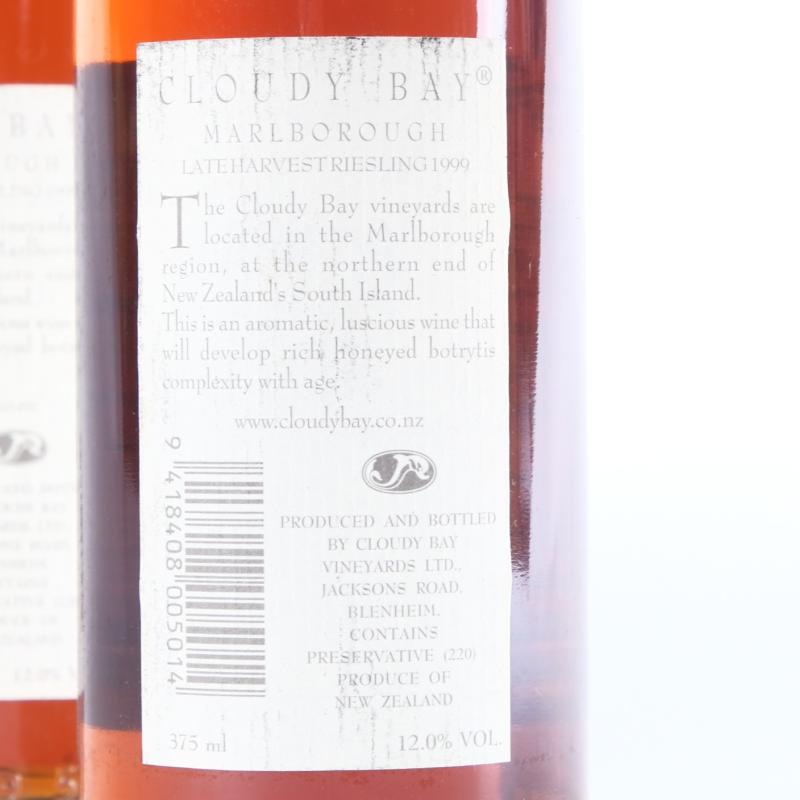 CLOUDY BAY®
MARLBOROUGH
LATE HARVEST RIESLING 1999
The Cloudy Bay vineyards are
located in the Marlborough
region, at the northern end of
New Zealand's South Island.
This is an aromatic, luscious wine that
will develop rich honeyed botrytis
complexity with age.
www.cloudybay.co.nz
9 418408 005014
PRODUCED AND BOTTLED
BY CLOUDY BAY
VINEYARDS LTD.,
JACKSONS ROAD,
BLENHEIM.
CONTAINS
PRESERVATIVE (220)
PRODUCE OF
NEW ZEALAND
375 ml
12.0% VOL.